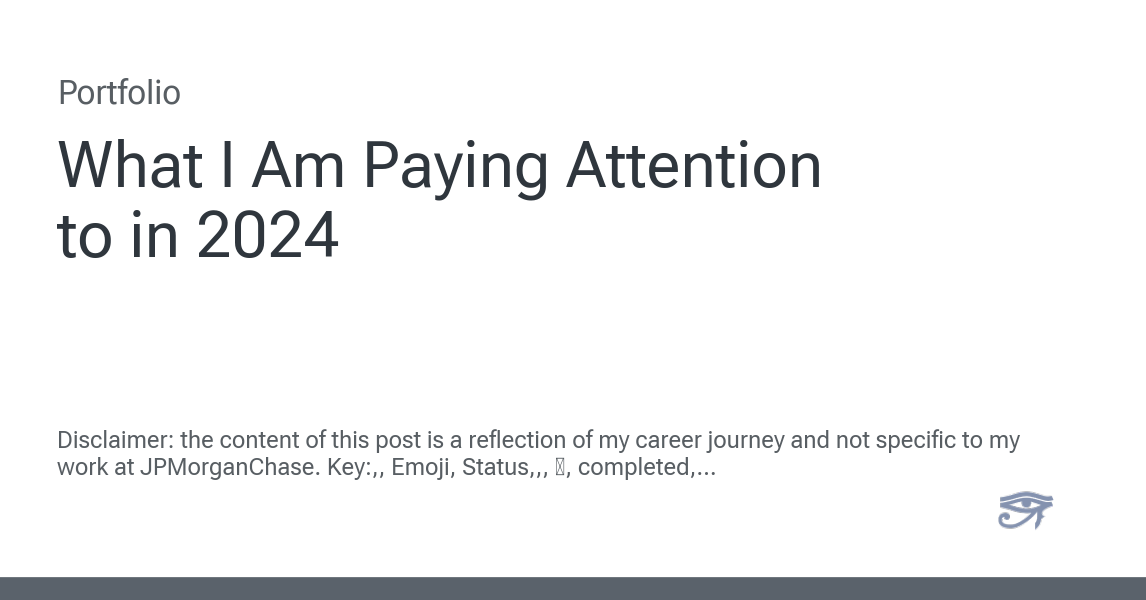 Portfolio
What I Am Paying Attention
to in 2024
Disclaimer: the content of this post is a reflection of my career journey and not specific to my
work at JPMorganChase. Key:,, Emoji, Status,,, , completed,...